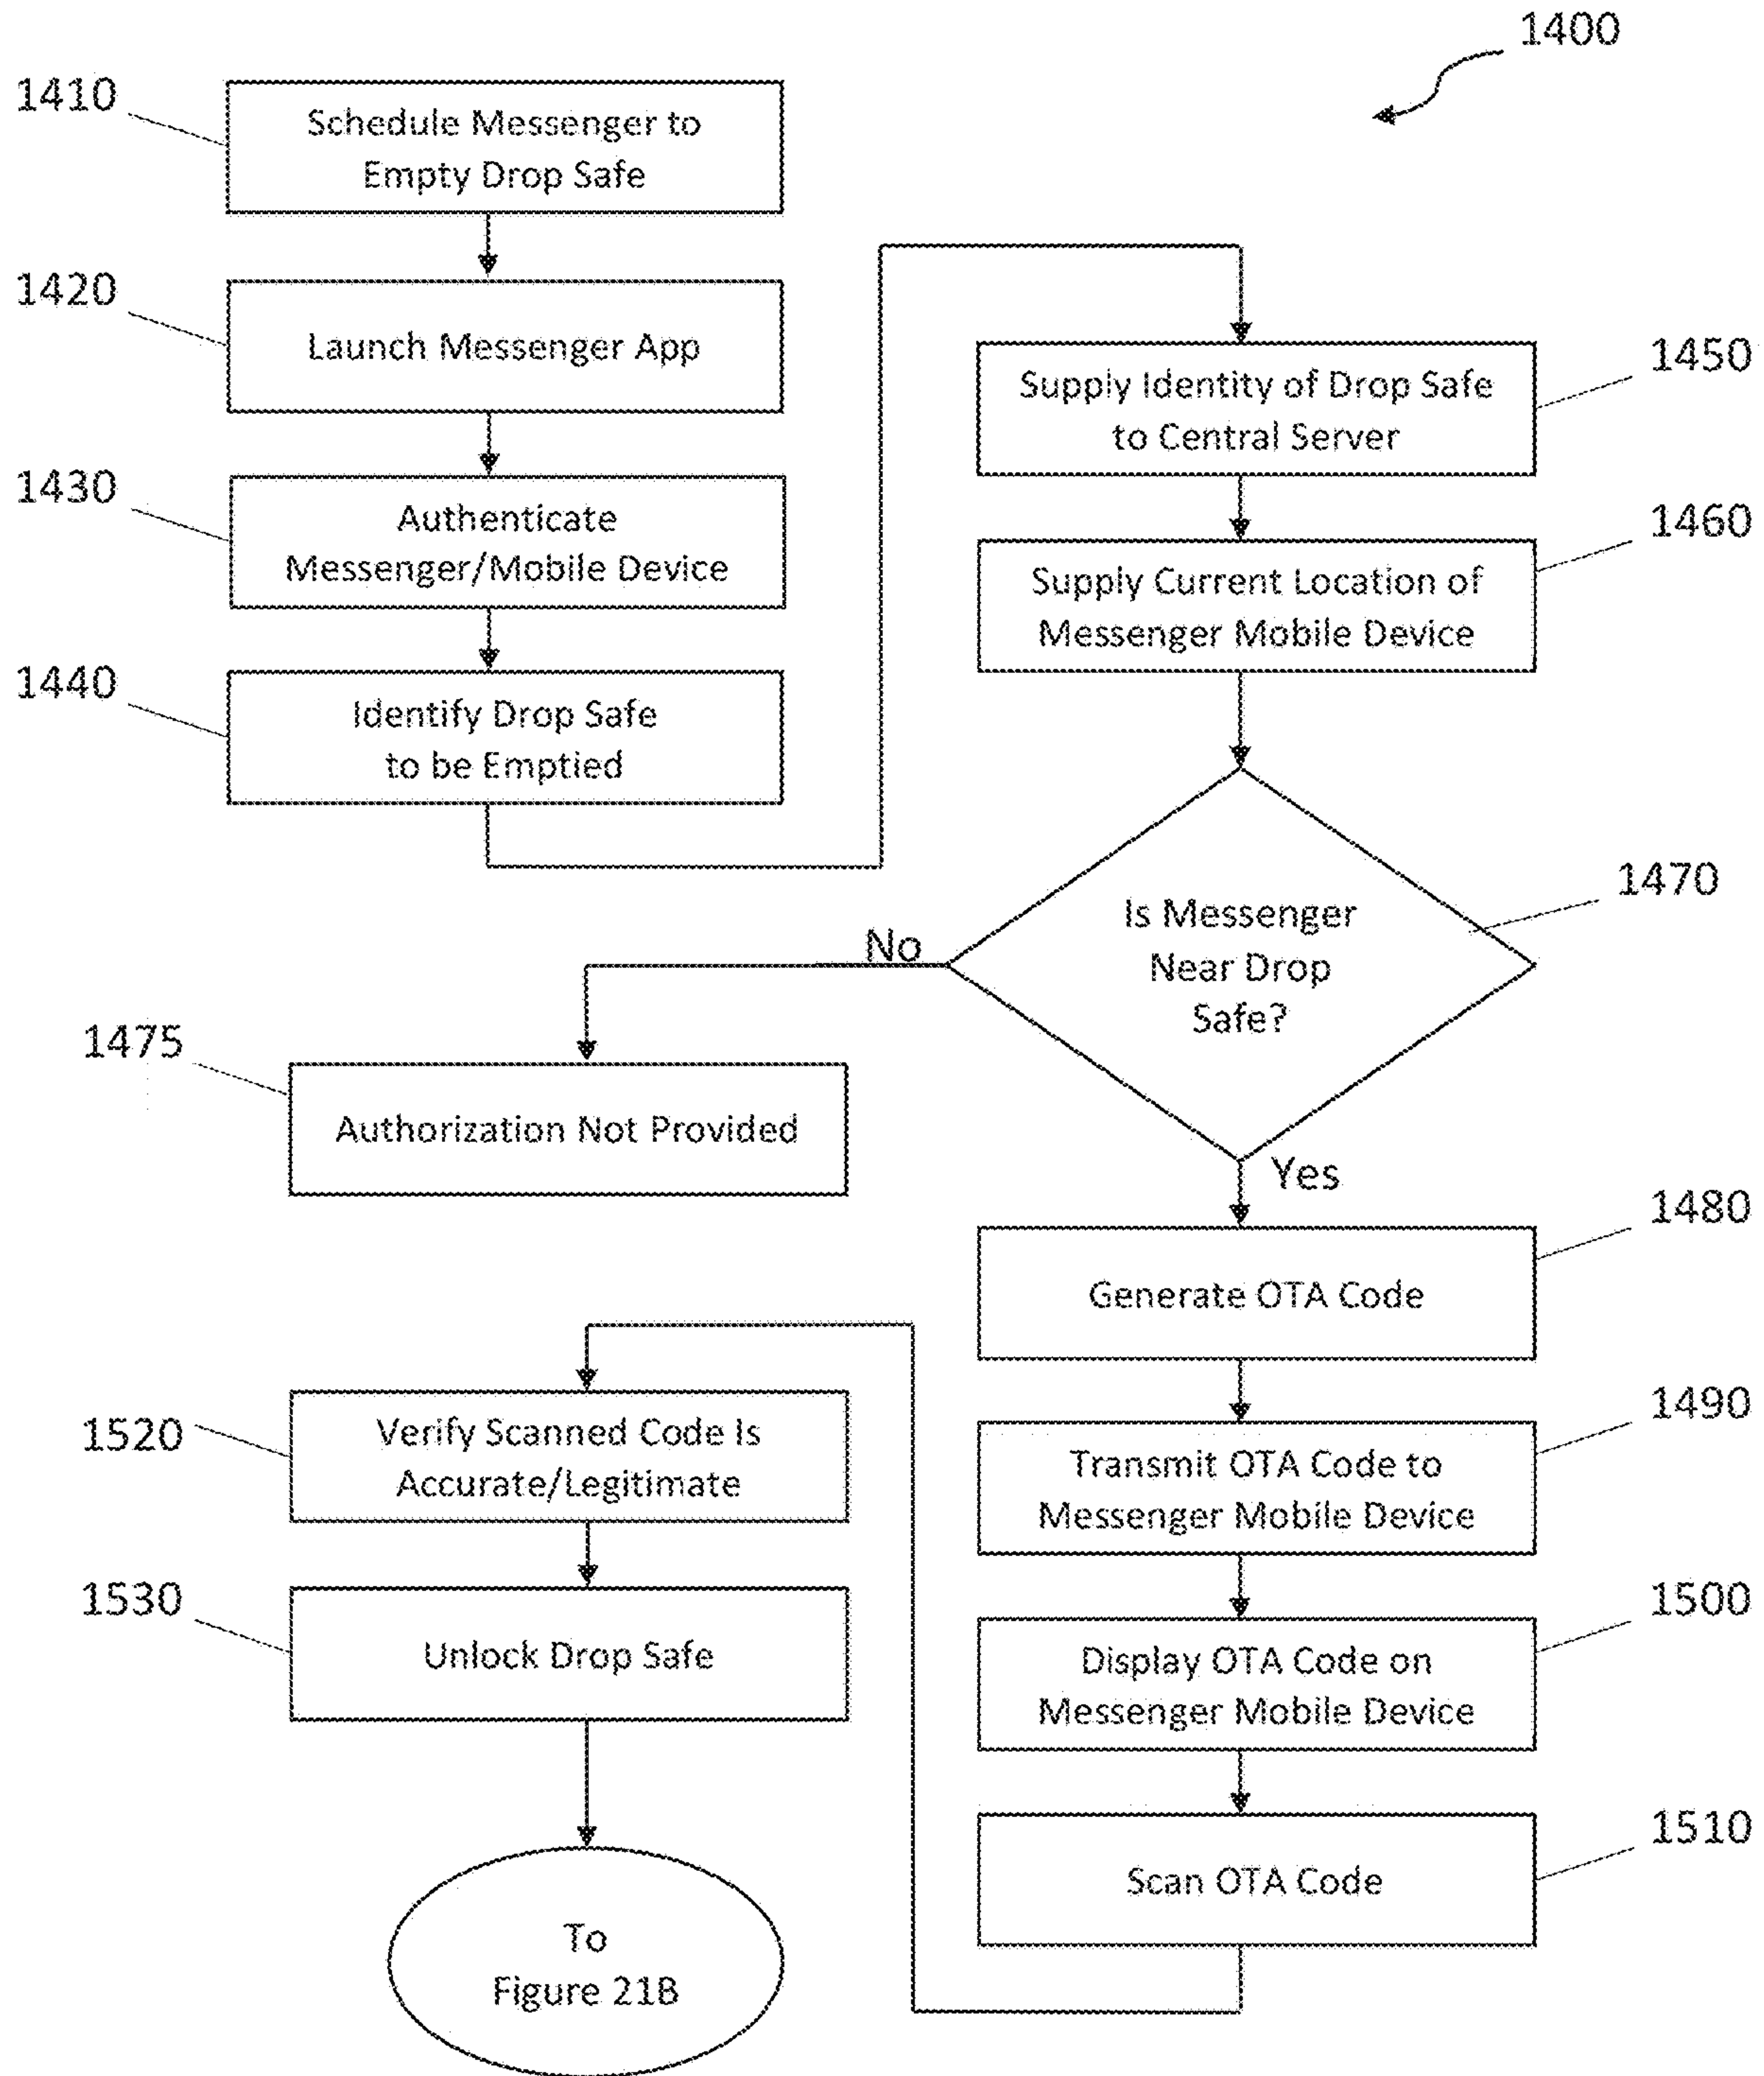 1400
1410
Schedule Messenger to
Empty Drop Safe
1420
Launch Messenger App
1430
Authenticate
Messenger/Mobile Device
1440
Identify Drop Safe
to be Emptied
1450
Supply Identity of Drop Safe
to Central Server
1460
Supply Current Location of
Messenger Mobile Device
1470
Is Messenger
Near Drop
Safe?
No
1475
Authorization Not Provided
Yes
1480
Generate OTA Code
1490
Transmit OTA Code to
Messenger Mobile Device
1500
Display OTA Code on
Messenger Mobile Device
1510
Scan OTA Code
1520
Verify Scanned Code Is
Accurate/Legitimate
1530
Unlock Drop Safe
To
Figure 21B